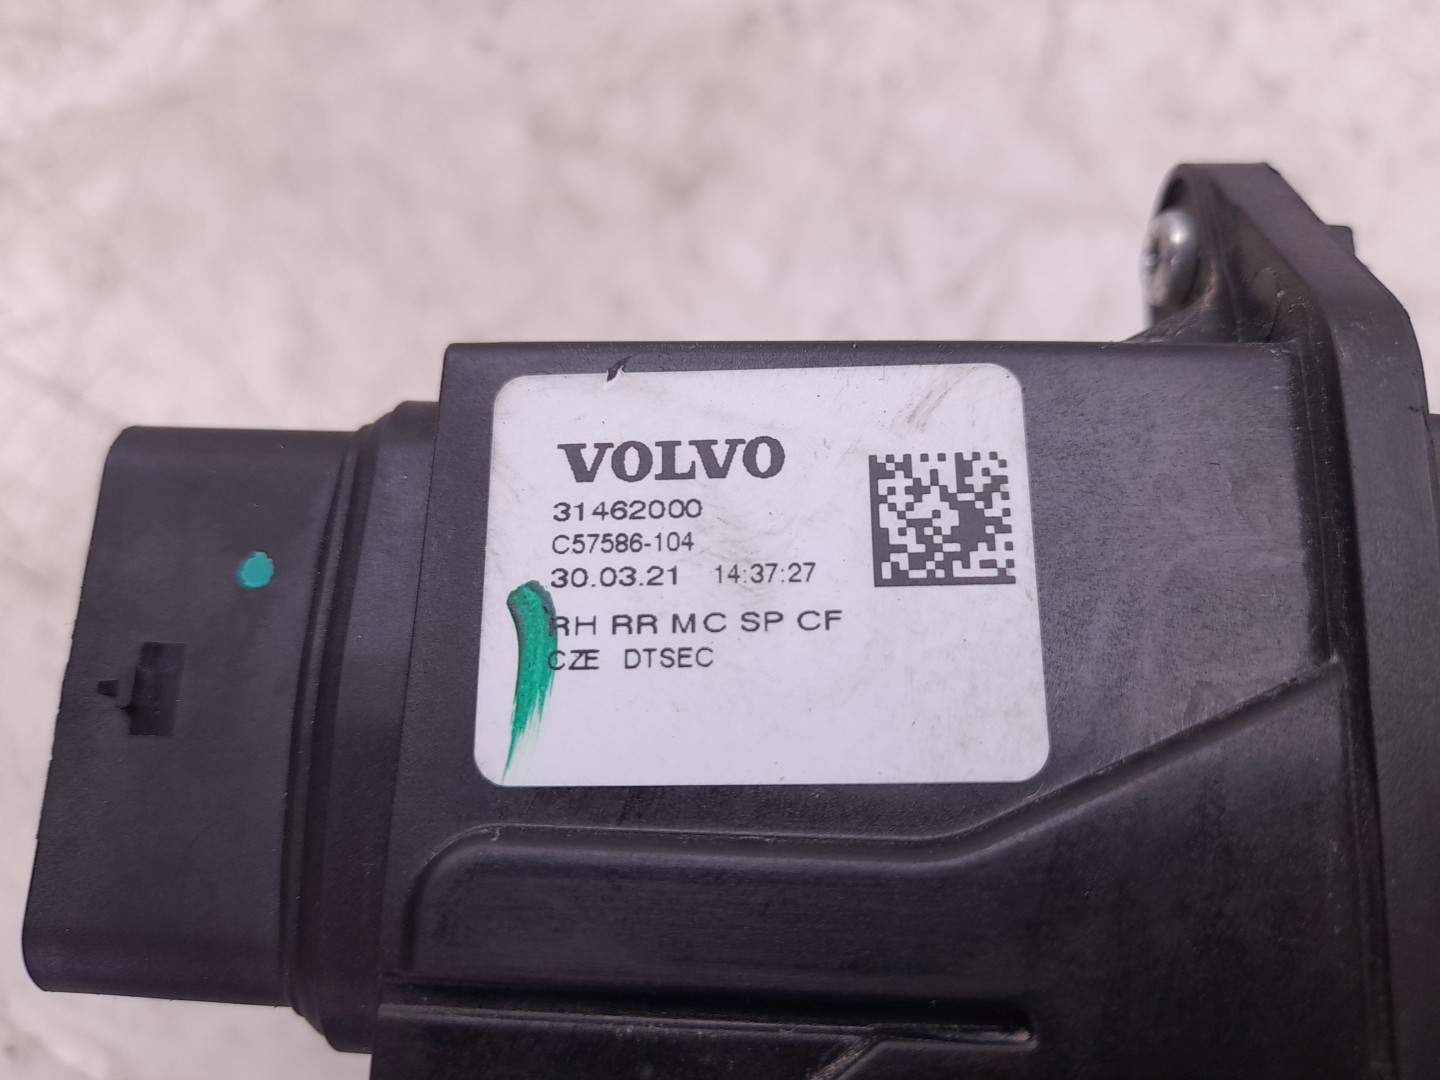 VOLVO
31462000
C57586-104
30.03.21 14:37:27
RH RR MC SP CF
CZE DTSEC